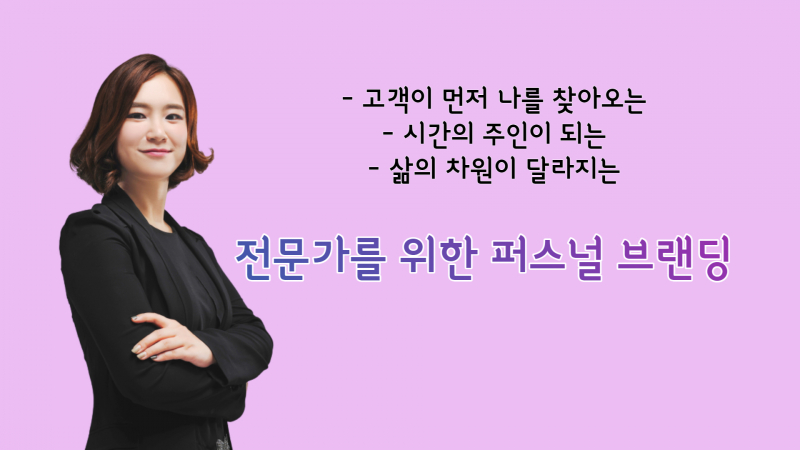 - 고객이 먼저 나를 찾아오는
- 시간의 주인이 되는
- 삶의 차원이 달라지는
전문가를 위한 퍼스널 브랜딩